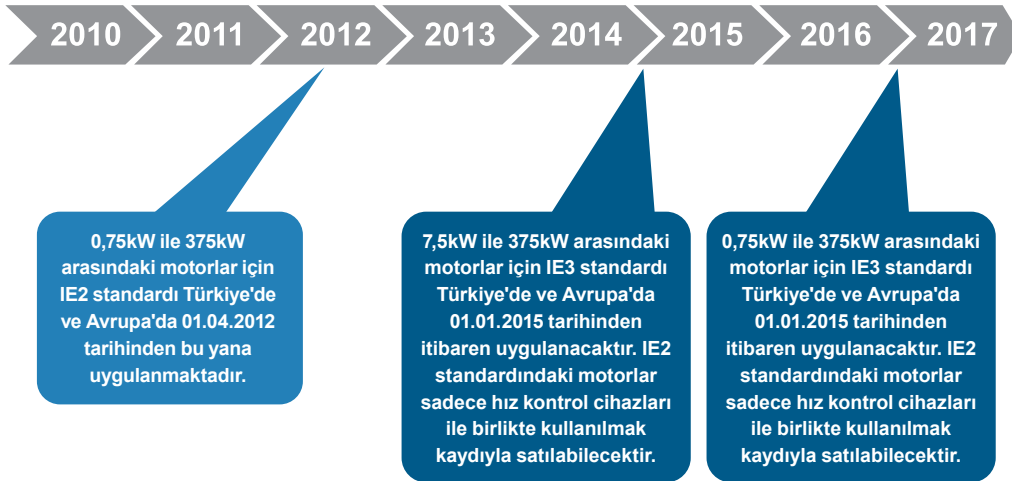 2010 2011 2012 2013 2014 2015 2016 2017
0,75kW ile 375kW
arasındaki motorlar için
IE2 standardı Türkiye'de
ve Avrupa'da 01.04.2012
tarihinden bu yana
uygulanmaktadır.
7,5kW ile 375kW arasındaki
motorlar için IE3 standardı
Türkiye'de ve Avrupa'da
01.01.2015 tarihinden
itibaren uygulanacaktır. IE2
standardındaki motorlar
sadece hız kontrol cihazları
ile birlikte kullanılmak
kaydıyla satılabilecektir.
0,75kW ile 375kW arasındaki
motorlar için IE3 standardı
Türkiye'de ve Avrupa'da
01.01.2015 tarihinden
itibaren uygulanacaktır. IE2
standardındaki motorlar
sadece hız kontrol cihazları
ile birlikte kullanılmak
kaydıyla satılabilecektir.